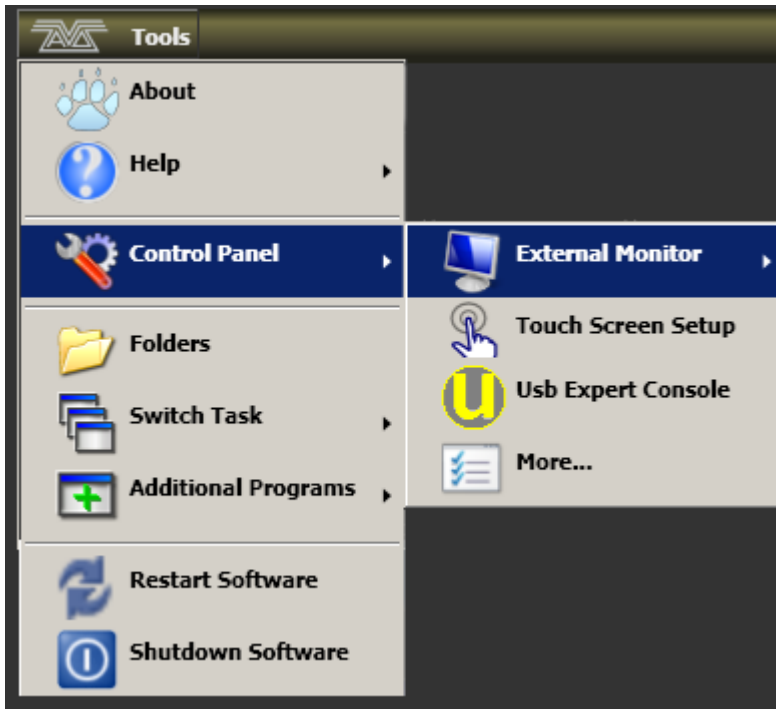 Tools
About
Help
Control Panel
Folders
Switch Task
Additional Programs
Restart Software
Shutdown Software
External Monitor
Touch Screen Setup
Usb Expert Console
More...